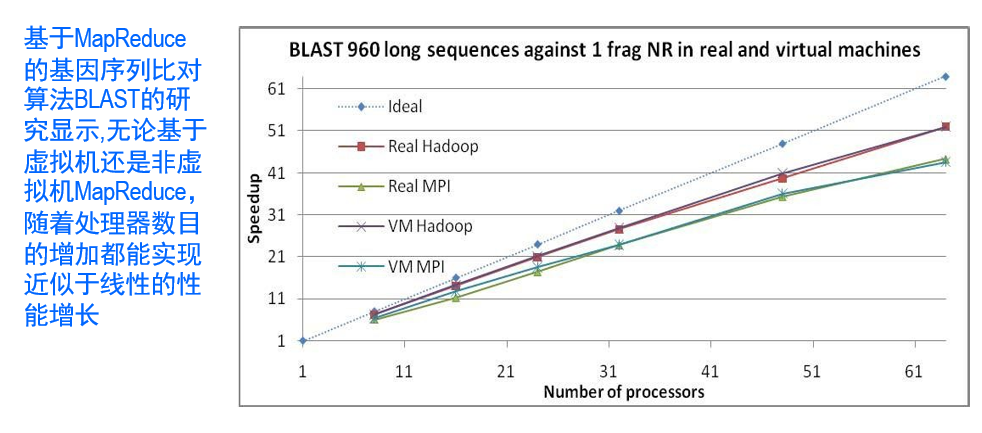 基于MapReduce
的基因序列比对
算法BLAST的研
究显示,无论基于
虚拟机还是非虚
拟机MapReduce，
随着处理器数目
的增加都能实现
近似于线性的性
能增长
BLAST 960 long sequences against 1 frag NR in real and virtual machines
61
51
41
31
21
11
1
Speedup
Ideal
Real Hadoop
Real MPI
VM Hadoop
VM MPI
1 11 21 31 41 51 61
Number of processors